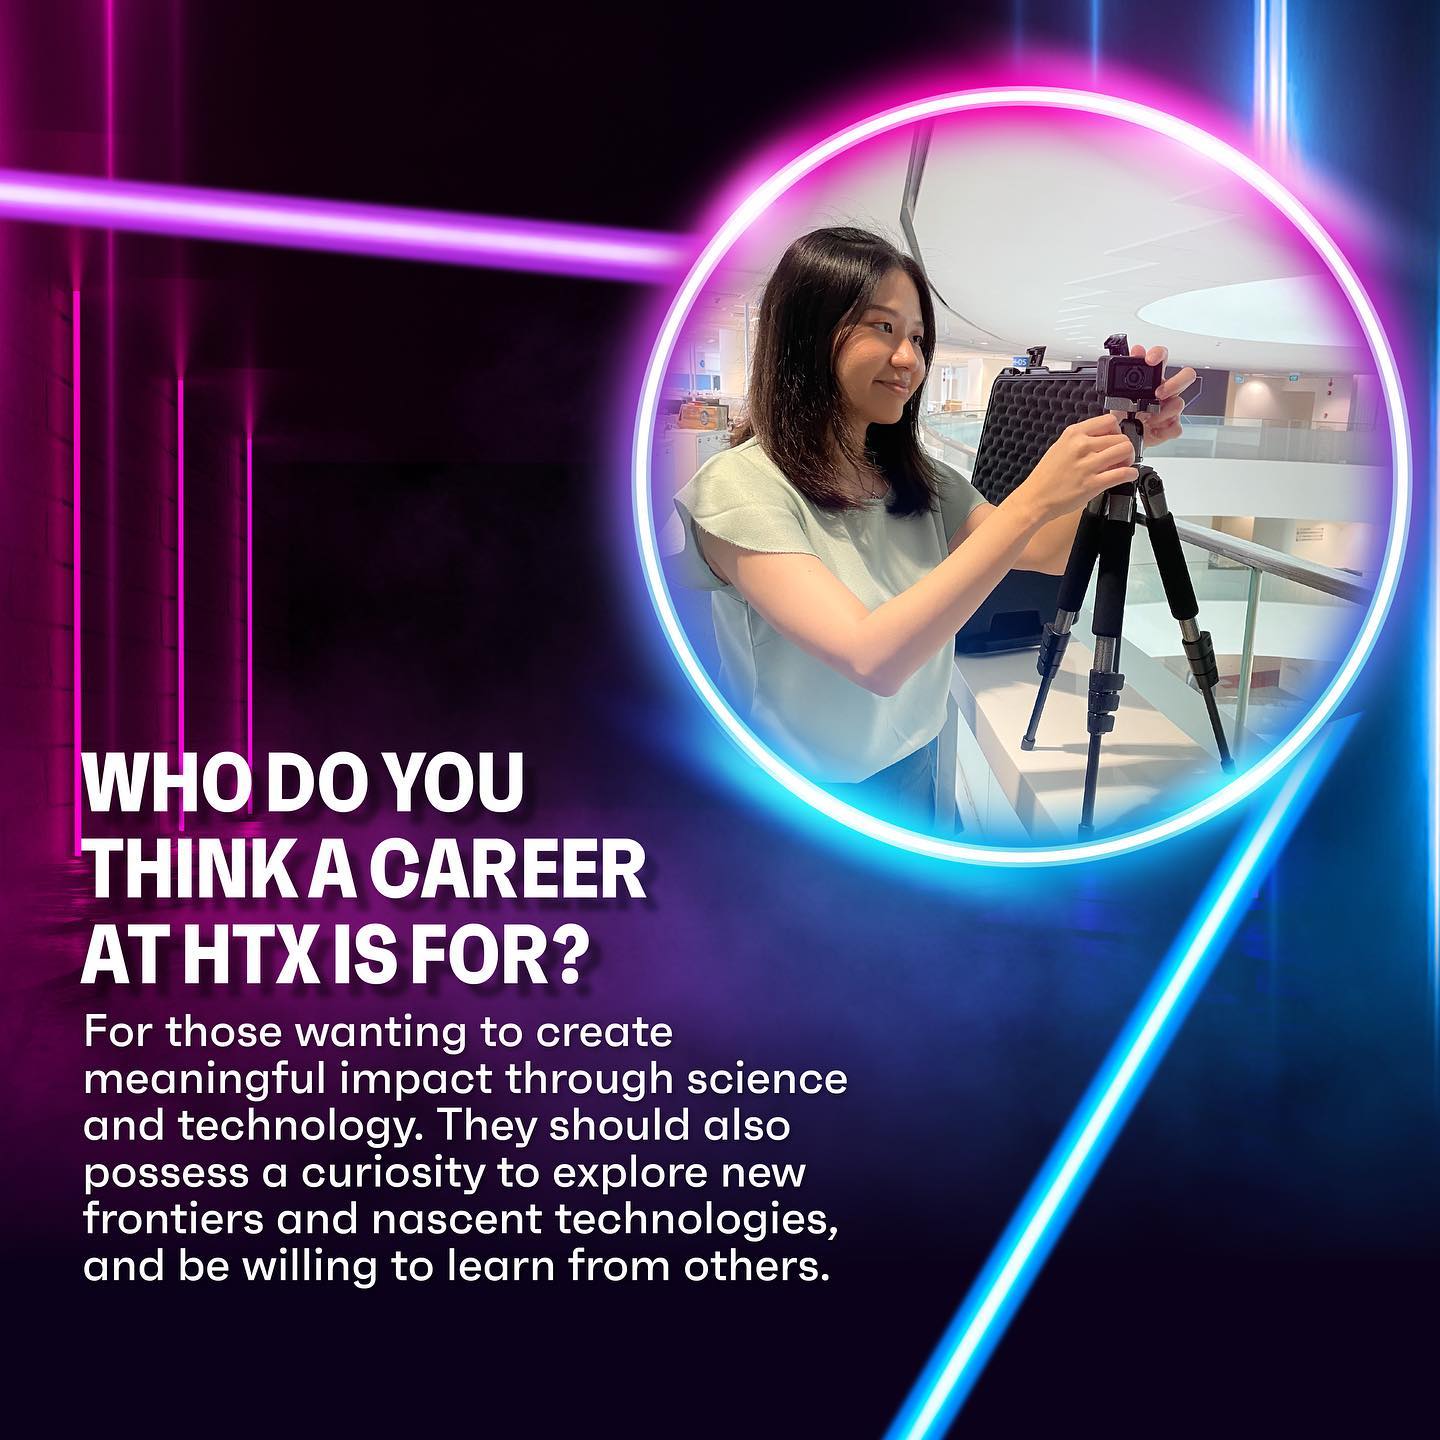 WHO DO YOU
THINK A CAREER
AT HTX IS FOR?
For those wanting to create
meaningful impact through science
and technology. They should also
possess a curiosity to explore new
frontiers and nascent technologies,
and be willing to learn from others.